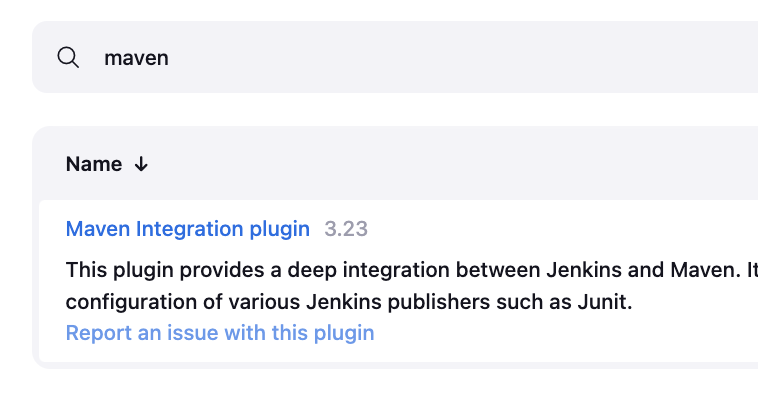 maven
Name ↓
Maven Integration plugin 3.23
This plugin provides a deep integration between Jenkins and Maven. It
configuration of various Jenkins publishers such as Junit.
Report an issue with this plugin